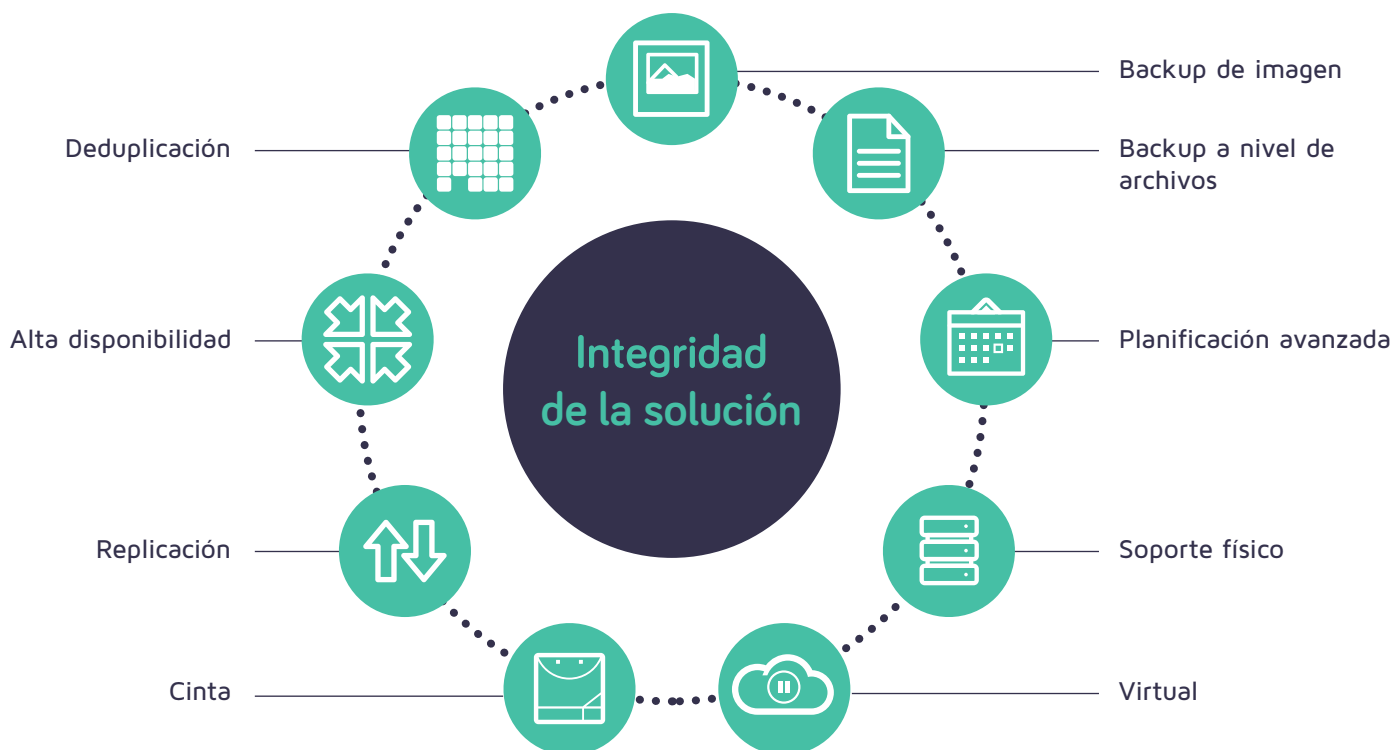 Backup de imagen
Backup a nivel de
archivos
Planificación avanzada
Soporte físico
Virtual
Cinta
Replicación
Alta disponibilidad
Deduplicación
Integridad
de la solución